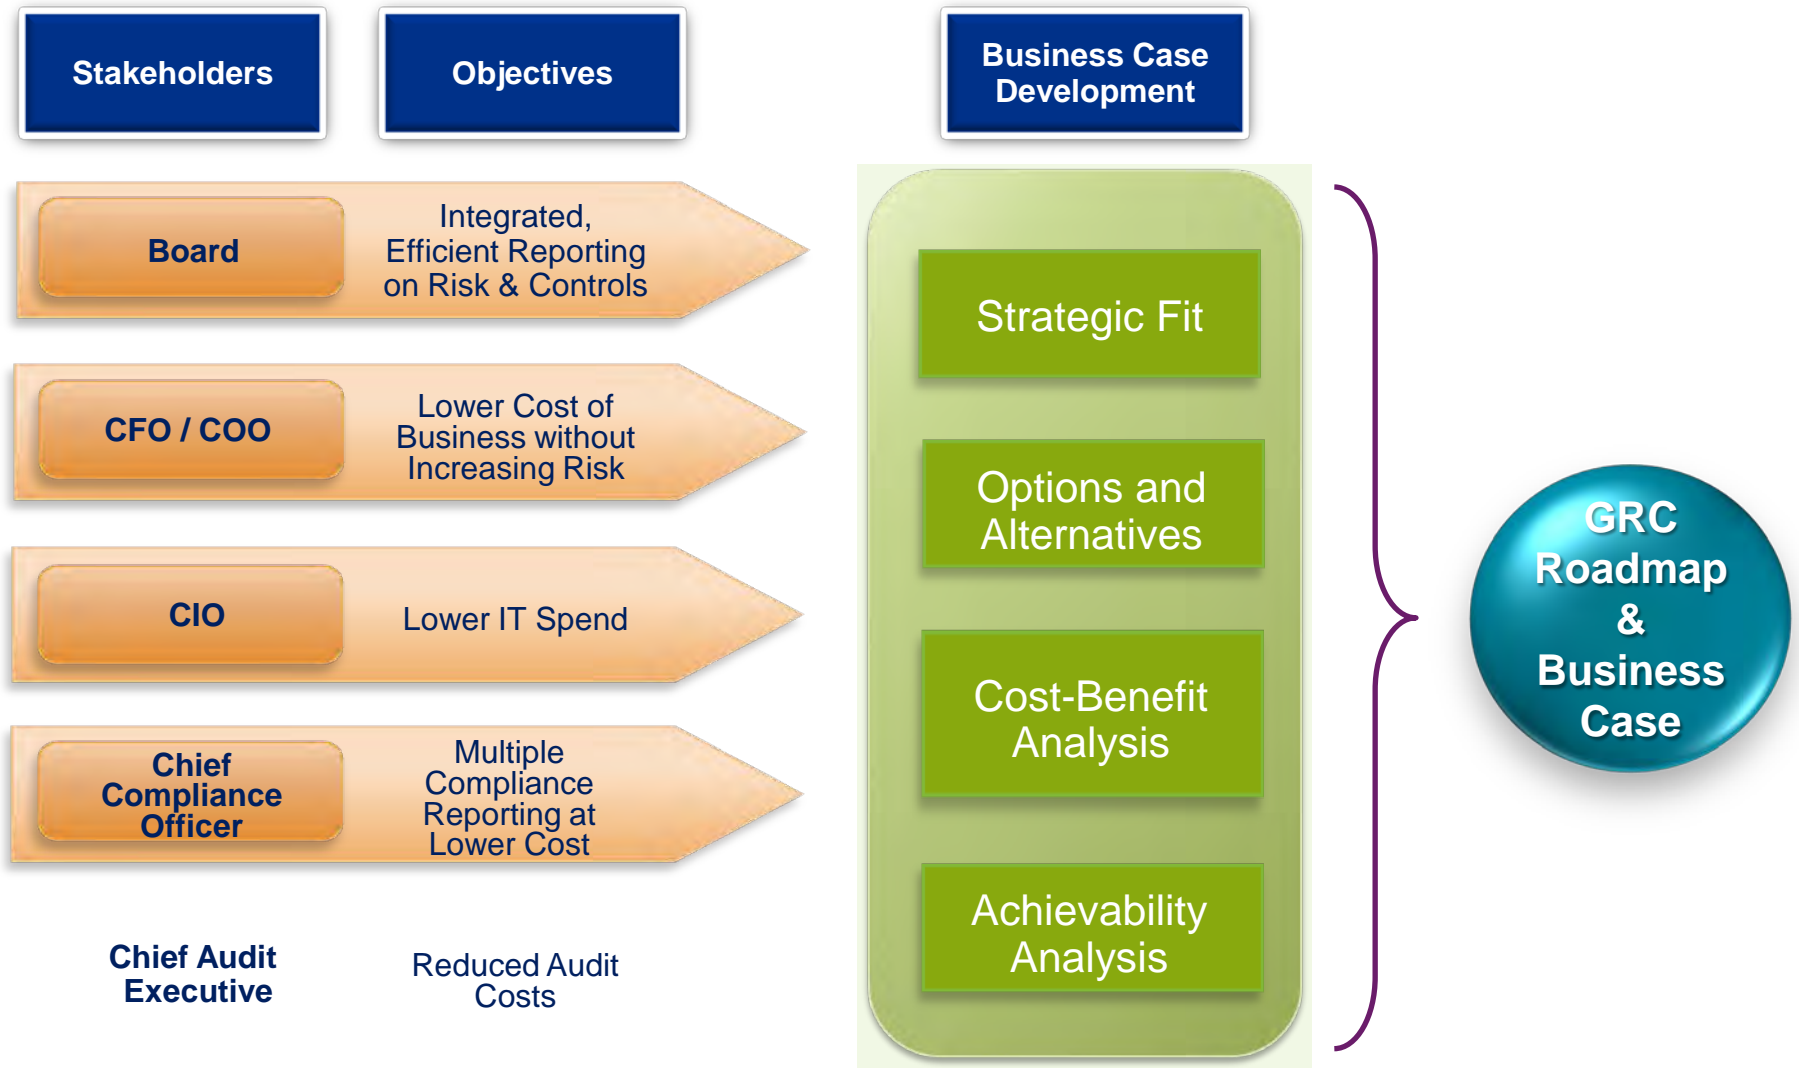 Stakeholders
Objectives
Business Case
Development
Board
Integrated,
Efficient Reporting
on Risk & Controls
CFO / COO
Lower Cost of
Business without
Increasing Risk
CIO
Lower IT Spend
Chief
Compliance
Officer
Multiple
Compliance
Reporting at
Lower Cost
Chief Audit
Executive
Reduced Audit
Costs
Strategic Fit
Options and
Alternatives
Cost-Benefit
Analysis
Achievability
Analysis
GRC
Roadmap
&
Business
Case